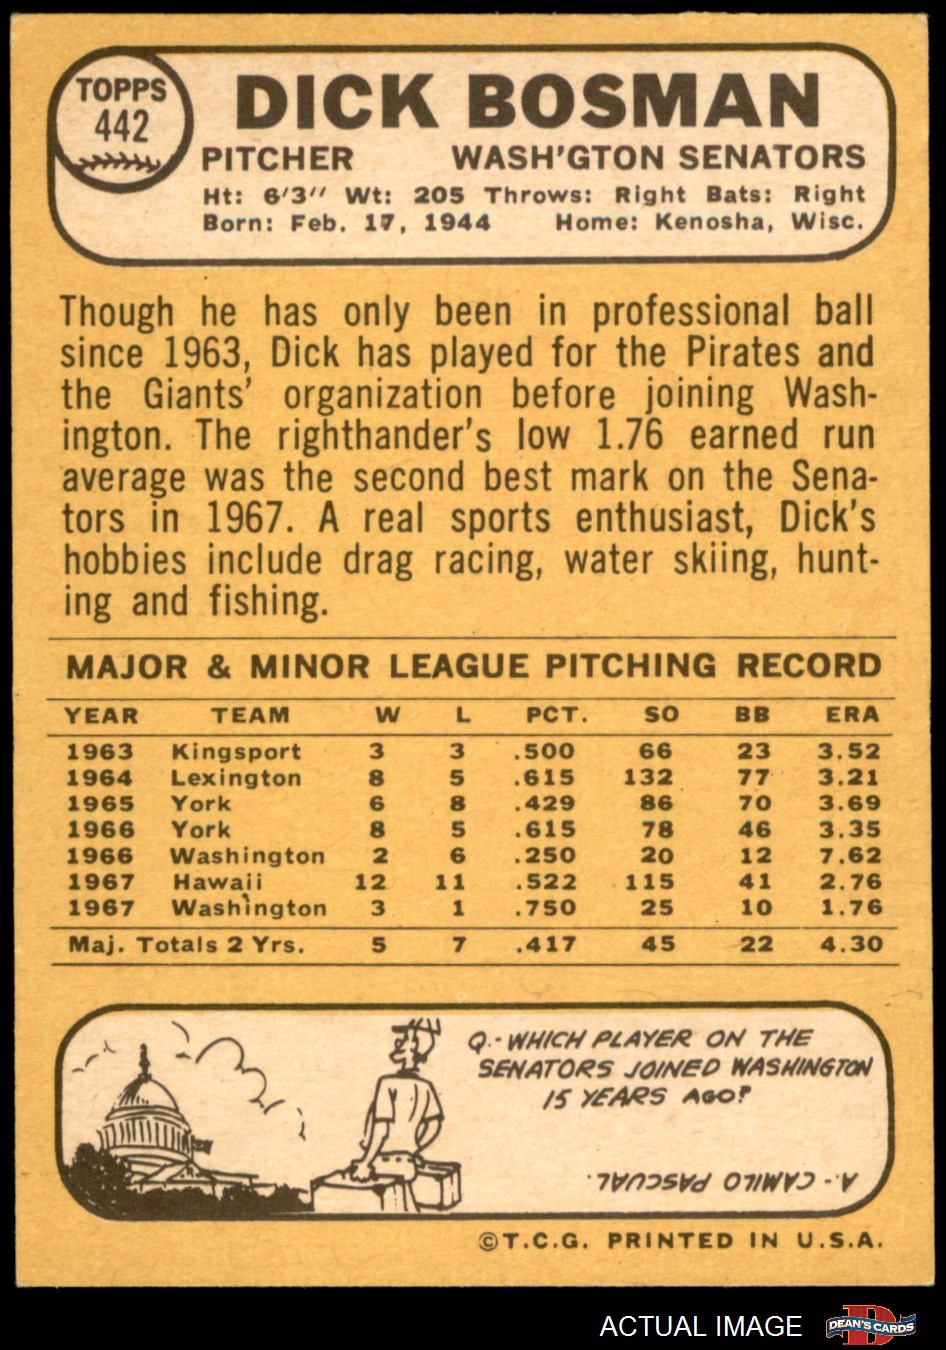 TOPPS
442
DICK BOSMAN
PITCHER WASH'GTON SENATORS
Ht: 6'3" Wt: 205 Throws: Right Bats: Right
Born: Feb. 17, 1944 Home: Kenosha, Wisc.
Though he has only been in professional ball
since 1963, Dick has played for the Pirates and
the Giants' organization before joining Wash-
ington. The righthander's low 1.76 earned run
average was the second best mark on the Sena-
tors in 1967. A real sports enthusiast, Dick's
hobbies include drag racing, water skiing, hunt-
ing and fishing.
MAJOR & MINOR LEAGUE PITCHING RECORD
YEAR TEAM W L PCT. SO BB ERA
1963 Kingsport 3 3 .500 66 23 3.52
1964 Lexington 8 5 .615 132 77 3.21
1965 York 6 8 .429 86 70 3.69
1966 York 8 5 .615 78 46 3.35
1966 Washington 2 6 .250 20 12 7.62
1967 Hawaii 12 11 .522 115 41 2.76
1967 Washington 3 1 .750 25 10 1.76
Maj. Totals 2 Yrs. 5 7 .417 45 22 4.30
Q.- WHICH PLAYER ON THE
SENATORS JOINED WASHINGTON
15 YEARS AGO?
A.- CAMILO PASCUAL.
©T.C.G. PRINTED IN U.S.A.
ACTUAL IMAGE
D
DEAN'S CARDS